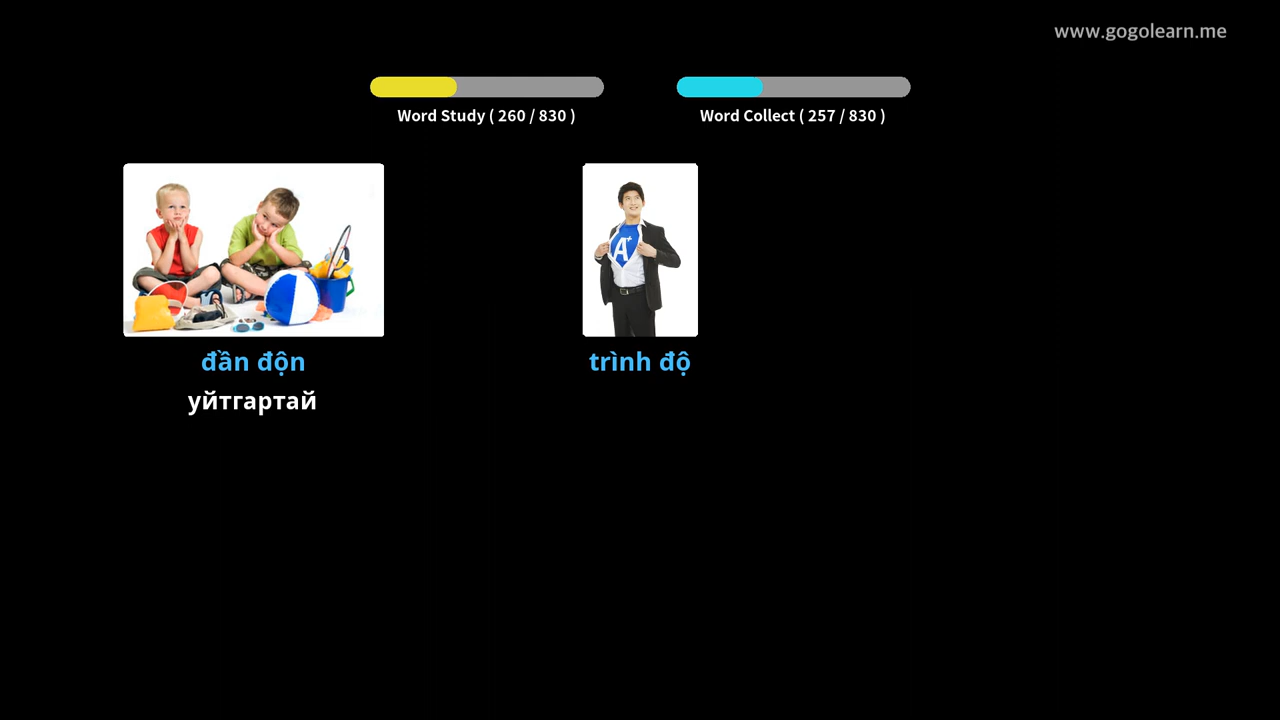 www.gogolearn.me
Word Study ( 260 / 830 )
Word Collect ( 257 / 830 )
A+
đần độn
trình độ
уйтгартай